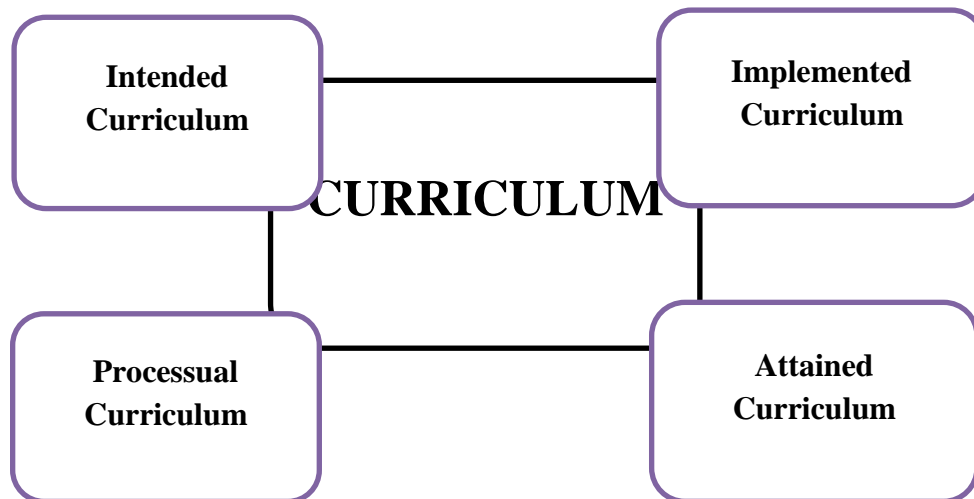 Intended
Curriculum
Implemented
Curriculum
CURRICULUM
Processual
Curriculum
Attained
Curriculum